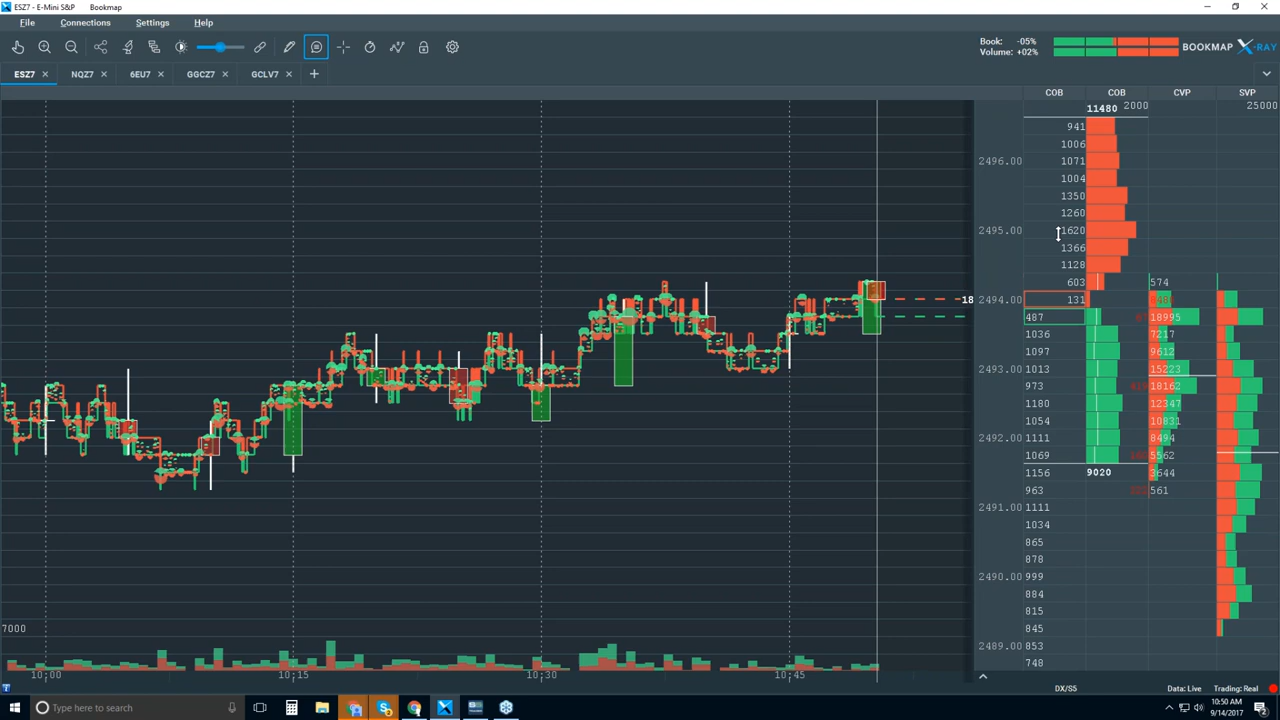 ESZ7 - E-Mini S&P Bookmap
File Connections Settings Help
Book: -05%
Volume: +02%
BOOKMAP X-RAY
ESZ7 × NQZ7 × 6EU7 × GGCZ7 × GCLV7 × +
COB COB CVP SVP
11480 2000 25000
941
1006
2496.00 1071
1004
1350
1260
2495.00 1620
1366
1128
603 574
18 2494.00 131
487 18995
1036 7217
1097 9612
2493.00 1013 15223
973 18162
1180 12347
1054 10831
2492.00 1111 8494
1069 5562
1156 9020 3644
963 561
2491.00 1111
1034
865
878
2490.00 999
884
815
7000 845
2489.00 853
748
10:00 10:15 10:30 10:45
DX/S5 Data: Live Trading: Real
Type here to search
10:50 AM
9/14/2017
2